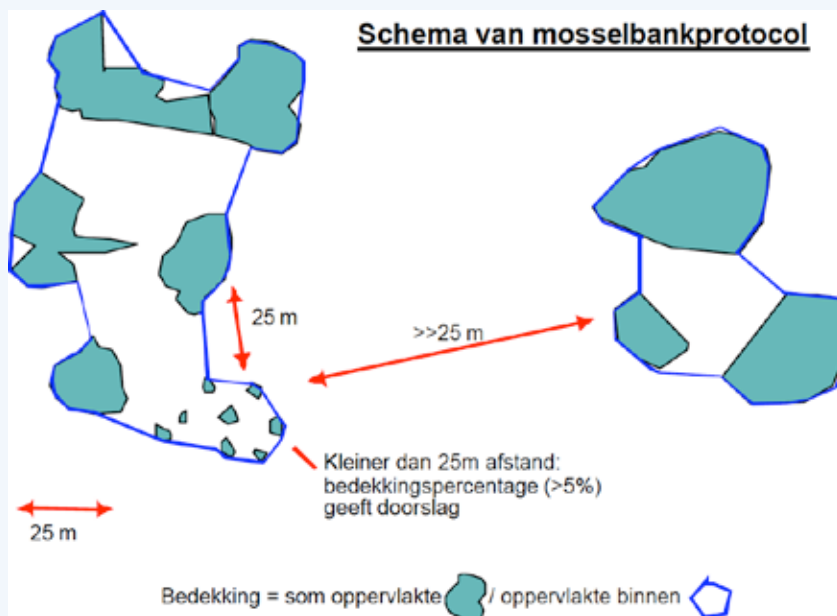 Schema van mosselbankprotocol
25 m
>>25 m
Kleiner dan 25m afstand:
bedekkingspercentage (>5%)
geeft doorslag
25 m
Bedekking = som oppervlakte / oppervlakte binnen